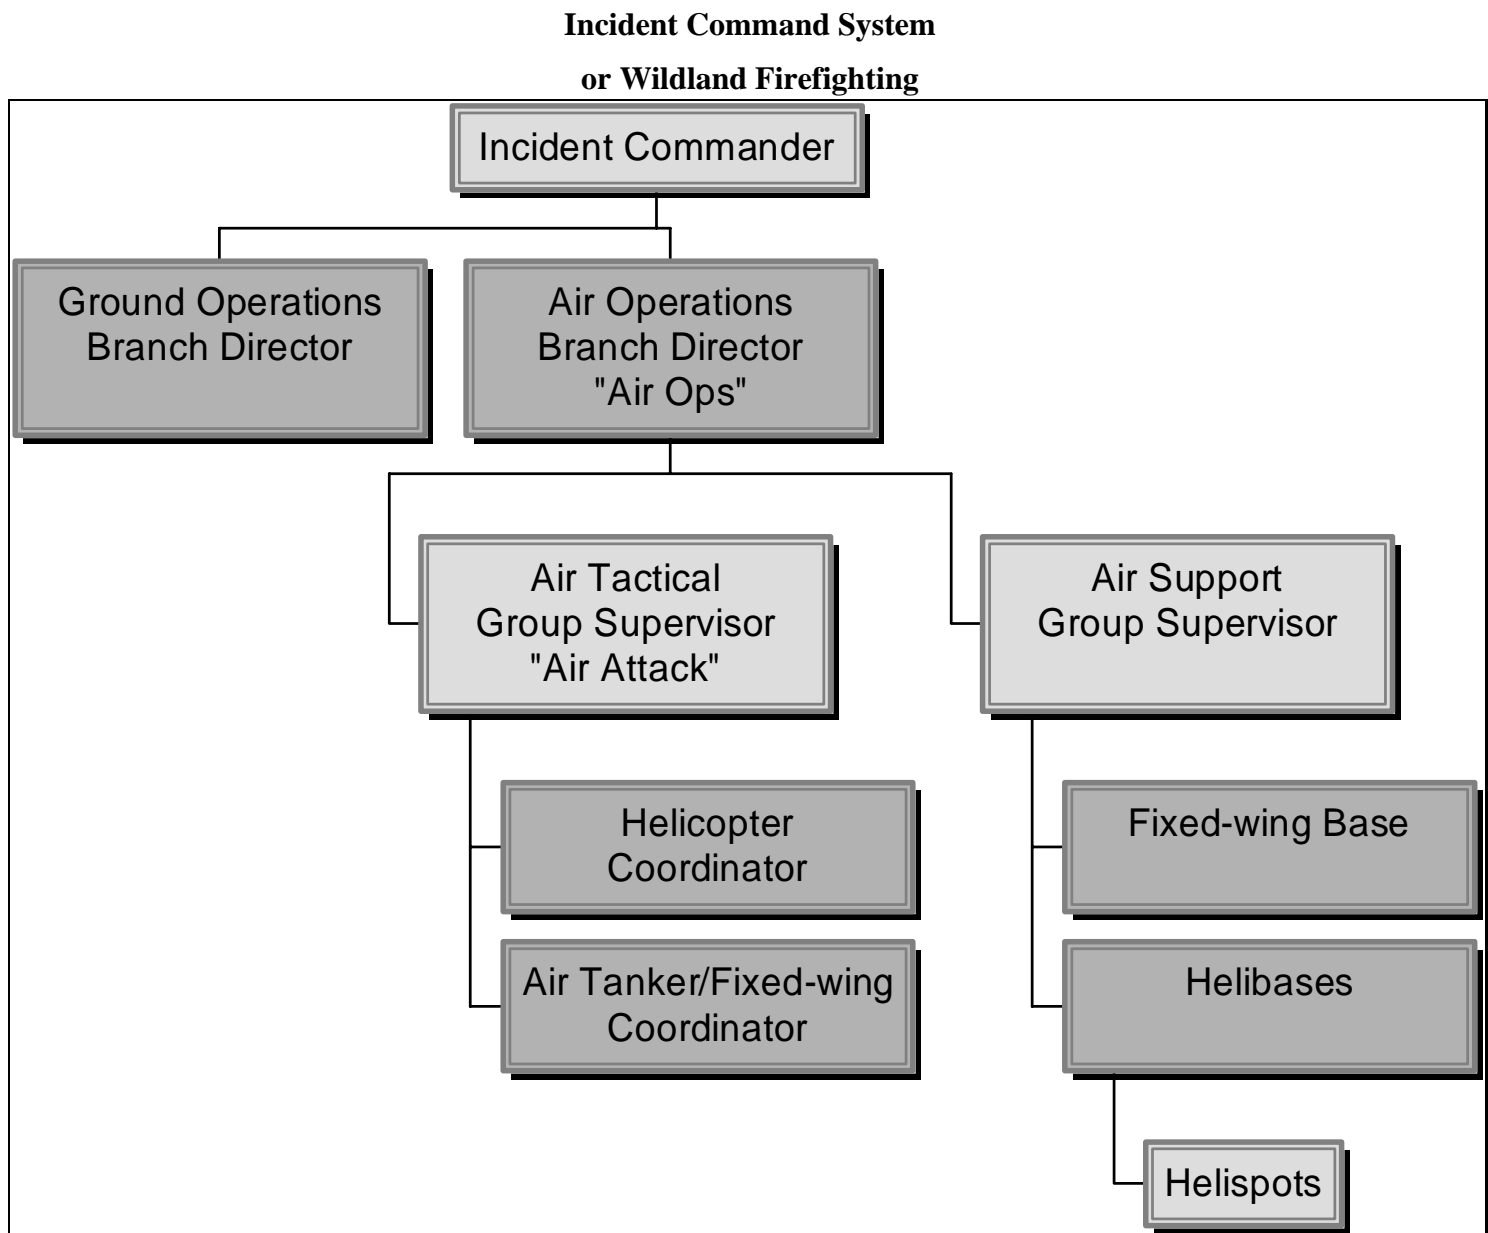 Incident Command System
or Wildland Firefighting
Incident Commander
Ground Operations
Branch Director
Air Operations
Branch Director
"Air Ops"
Air Tactical
Group Supervisor
"Air Attack"
Air Support
Group Supervisor
Helicopter
Coordinator
Air Tanker/Fixed-wing
Coordinator
Fixed-wing Base
Helibases
Helispots